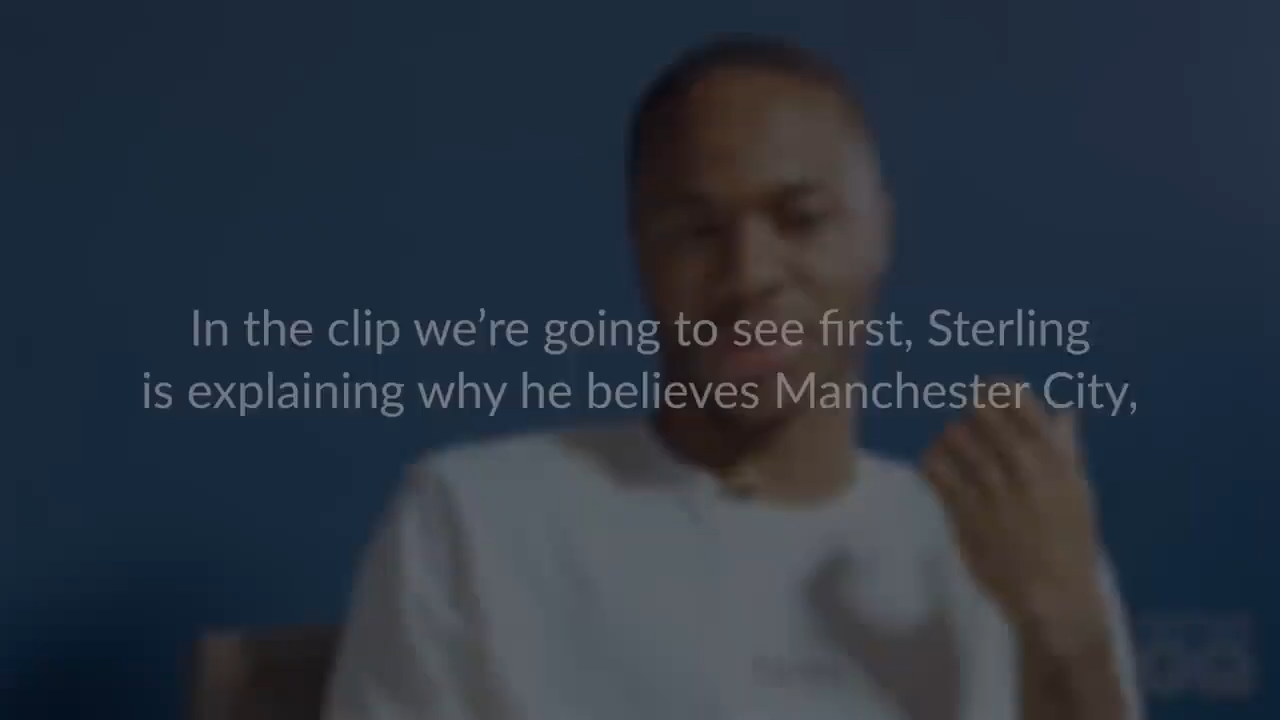 In the clip we’re going to see first, Sterling
is explaining why he believes Manchester City,